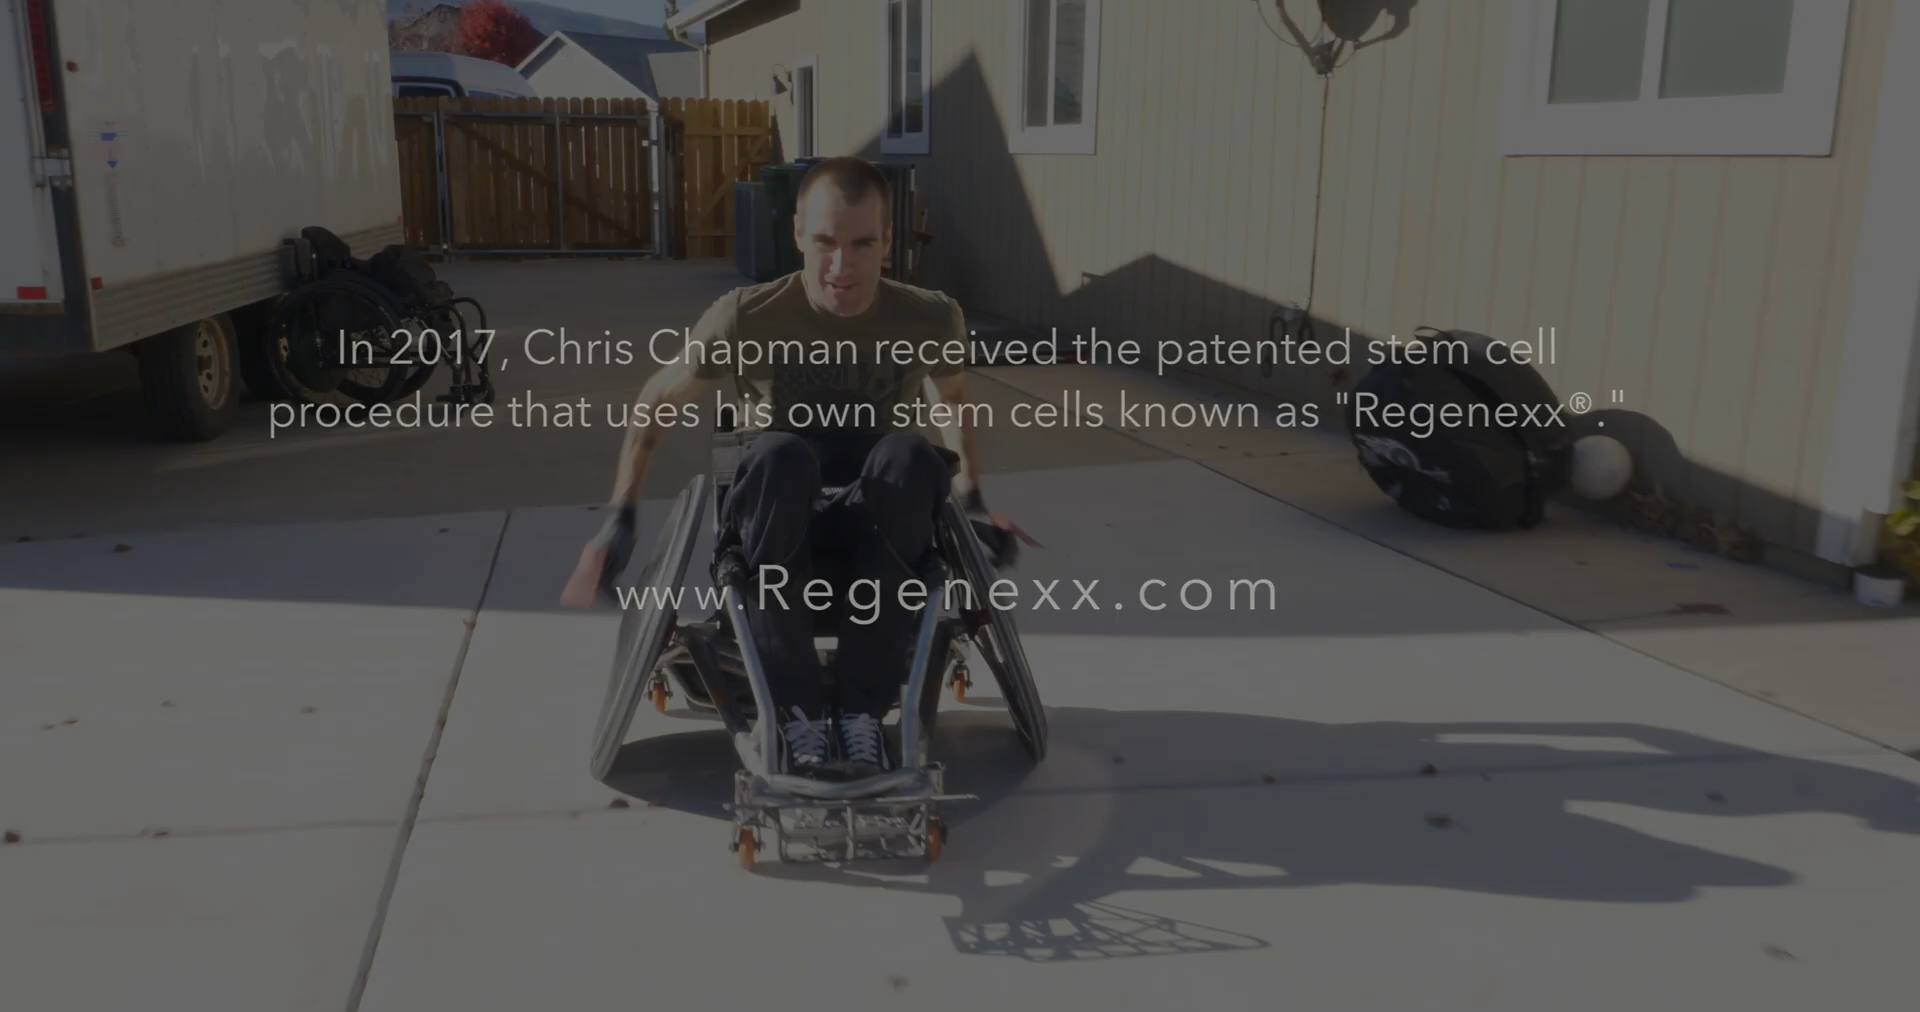 In 2017, Chris Chapman received the patented stem cell
procedure that uses his own stem cells known as "Regenexx® ."
www.Regenexx.com